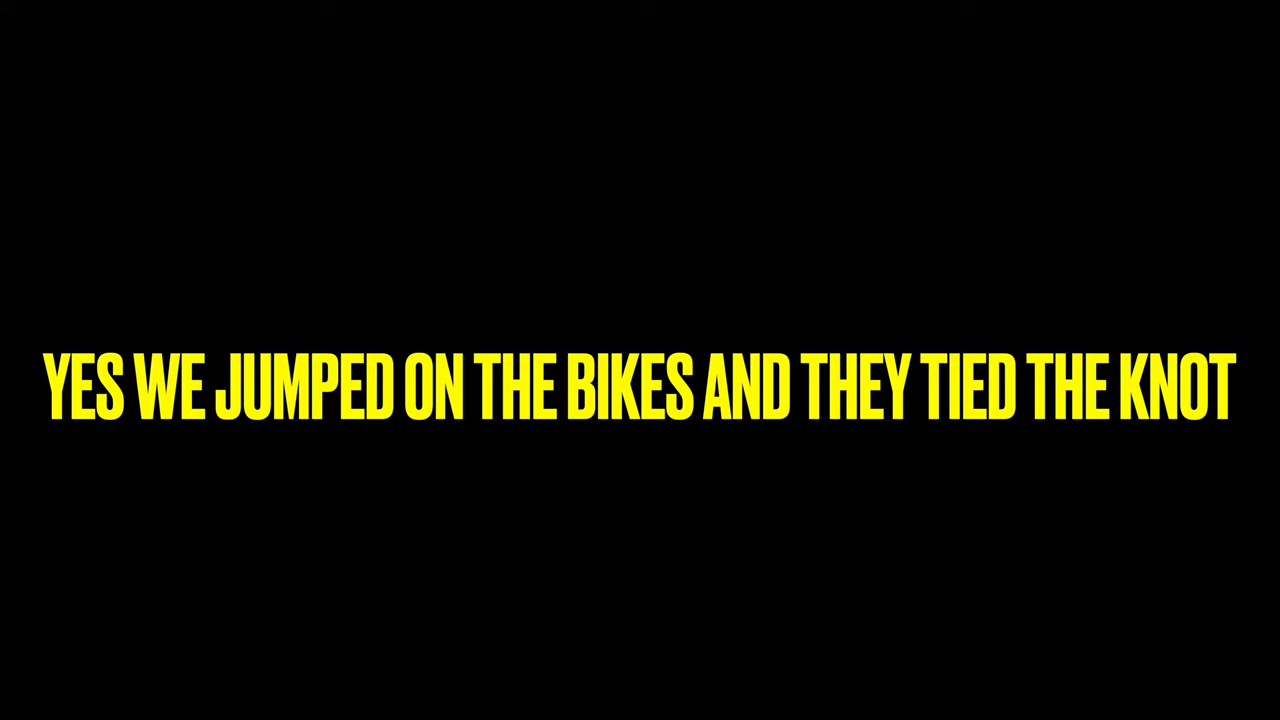 YES WE JUMPED ON THE BIKES AND THEY TIED THE KNOT